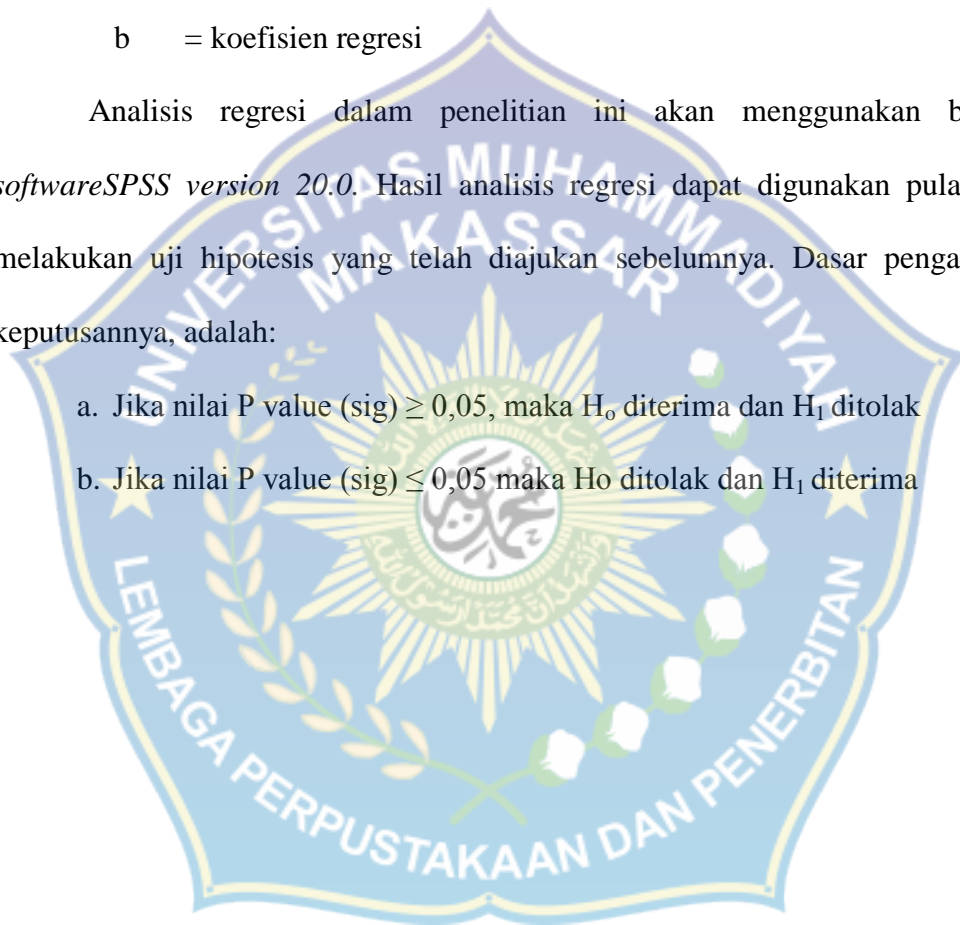 b = koefisien regresi
Analisis regresi dalam penelitian ini akan menggunakan b
softwareSPSS version 20.0. Hasil analisis regresi dapat digunakan pula
melakukan uji hipotesis yang telah diajukan sebelumnya. Dasar penga
keputusannya, adalah:
a. Jika nilai P value (sig) ≥ 0,05, maka Ho diterima dan H1 ditolak
b. Jika nilai P value (sig) ≤ 0,05 maka Ho ditolak dan H1 diterima
UNIVERSITAS MUHAMMADIYAH
MAKASSAR
LEMBAGA PERPUSTAKAAN DAN PENERBITAN